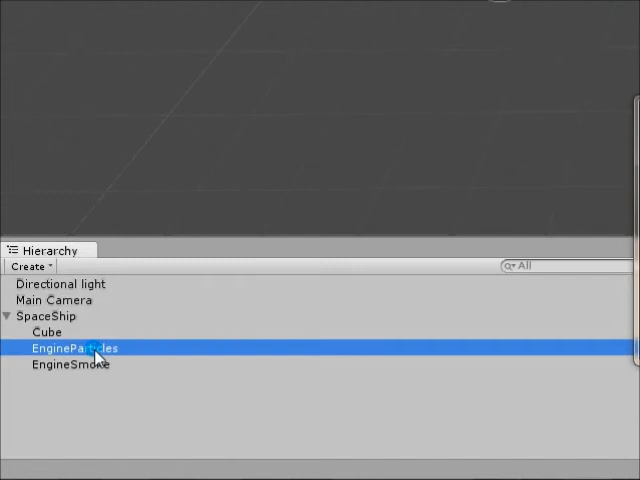 Hierarchy
Create All
Directional light
Main Camera
SpaceShip
Cube
EngineParticles
EngineSmoke